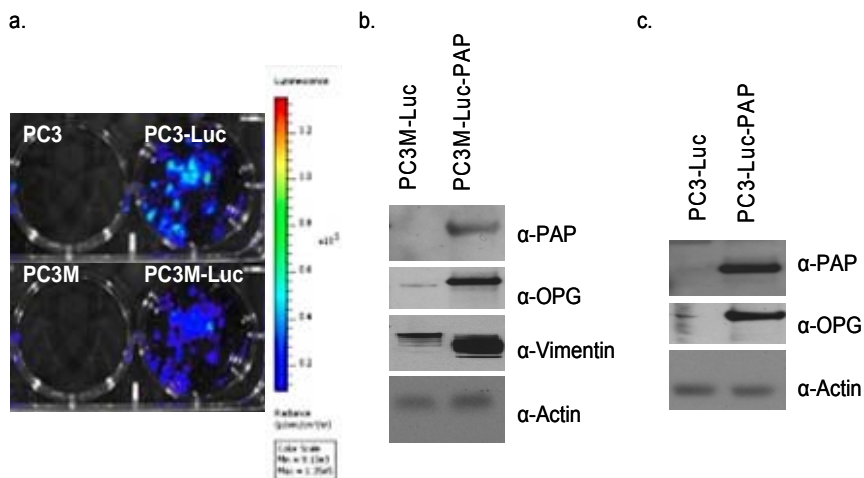 a.
PC3
PC3-Luc
PC3M
PC3M-Luc
Luminescence
1.2
1.0
0.8
0.6
0.4
0.2
Radiance
Color Scale
b.
PC3M-Luc
PC3M-Luc-PAP
α-PAP
α-OPG
α-Vimentin
α-Actin
c.
PC3-Luc
PC3-Luc-PAP
α-PAP
α-OPG
α-Actin